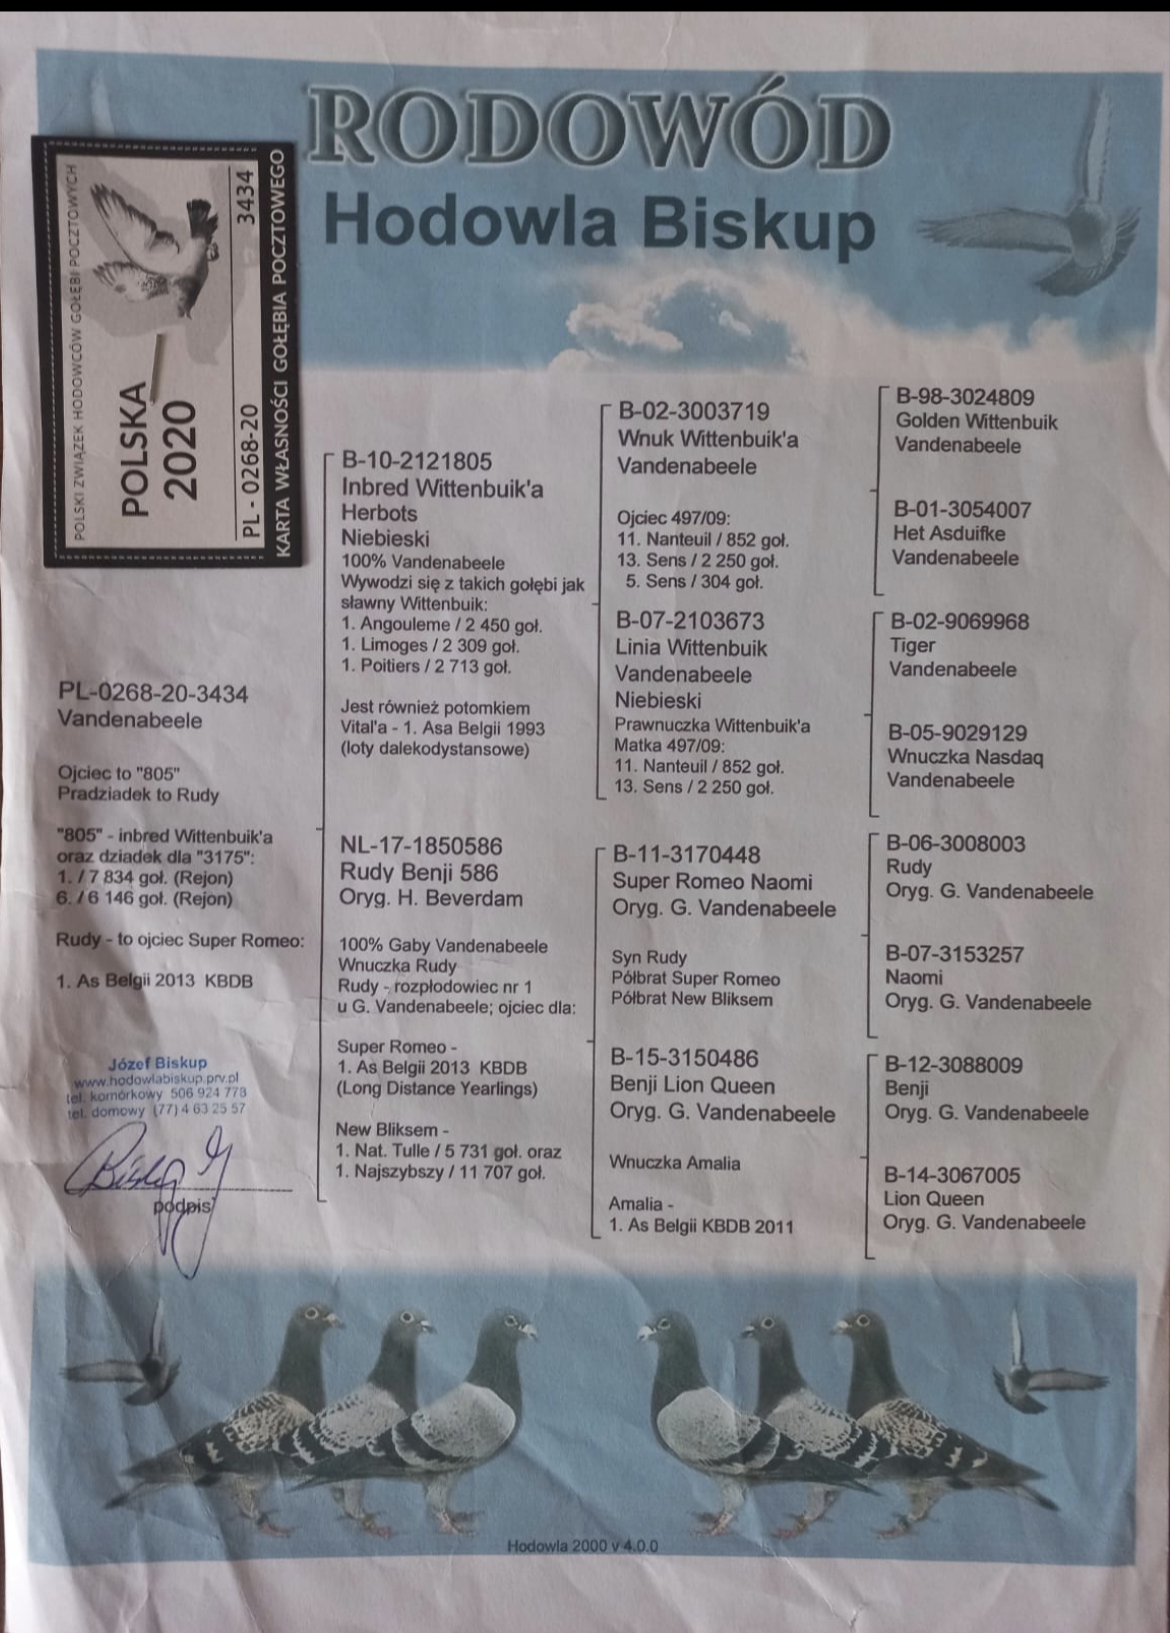 RODOWÓD
Hodowla Biskup
POLSKI ZWIĄZEK HODOWCÓW GOŁĘBI POCZTOWYCH
POLSKA
2020
PL - 0268-20 3434
KARTA WŁASNOŚCI GOŁĘBIA POCZTOWEGO
PL-0268-20-3434
Vandenabeele
Ojciec to "805"
Pradziadek to Rudy
"805" - inbred Wittenbuik'a
oraz dziadek dla "3175":
1. / 7 834 goł. (Rejon)
6. / 6 146 goł. (Rejon)
Rudy - to ojciec Super Romeo:
1. As Belgii 2013 KBDB
Józef Biskup
www.hodowlabiskup.prv.pl
tel. komórkowy 506 924 778
tel. domowy (77) 4 63 25 57
podpis
B-10-2121805
Inbred Wittenbuik'a
Herbots
Niebieski
100% Vandenabeele
Wywodzi się z takich gołębi jak
sławny Wittenbuik:
1. Angouleme / 2 450 goł.
1. Limoges / 2 309 goł.
1. Poitiers / 2 713 goł.
Jest również potomkiem
Vital'a - 1. Asa Belgii 1993
(loty dalekodystansowe)
NL-17-1850586
Rudy Benji 586
Oryg. H. Beverdam
100% Gaby Vandenabeele
Wnuczka Rudy
Rudy - rozpłodowiec nr 1
u G. Vandenabeele; ojciec dla:
Super Romeo -
1. As Belgii 2013 KBDB
(Long Distance Yearlings)
New Bliksem -
1. Nat. Tulle / 5 731 goł. oraz
1. Najszybszy / 11 707 goł.
B-02-3003719
Wnuk Wittenbuik'a
Vandenabeele
Ojciec 497/09:
11. Nanteuil / 852 goł.
13. Sens / 2 250 goł.
5. Sens / 304 goł.
B-07-2103673
Linia Wittenbuik
Vandenabeele
Niebieski
Prawnuczka Wittenbuik'a
Matka 497/09:
11. Nanteuil / 852 goł.
13. Sens / 2 250 goł.
B-11-3170448
Super Romeo Naomi
Oryg. G. Vandenabeele
Syn Rudy
Półbrat Super Romeo
Półbrat New Bliksem
B-15-3150486
Benji Lion Queen
Oryg. G. Vandenabeele
Wnuczka Amalia
Amalia -
1. As Belgii KBDB 2011
B-98-3024809
Golden Wittenbuik
Vandenabeele
B-01-3054007
Het Asduifke
Vandenabeele
B-02-9069968
Tiger
Vandenabeele
B-05-9029129
Wnuczka Nasdaq
Vandenabeele
B-06-3008003
Rudy
Oryg. G. Vandenabeele
B-07-3153257
Naomi
Oryg. G. Vandenabeele
B-12-3088009
Benji
Oryg. G. Vandenabeele
B-14-3067005
Lion Queen
Oryg. G. Vandenabeele
Hodowla 2000 v 4.0.0